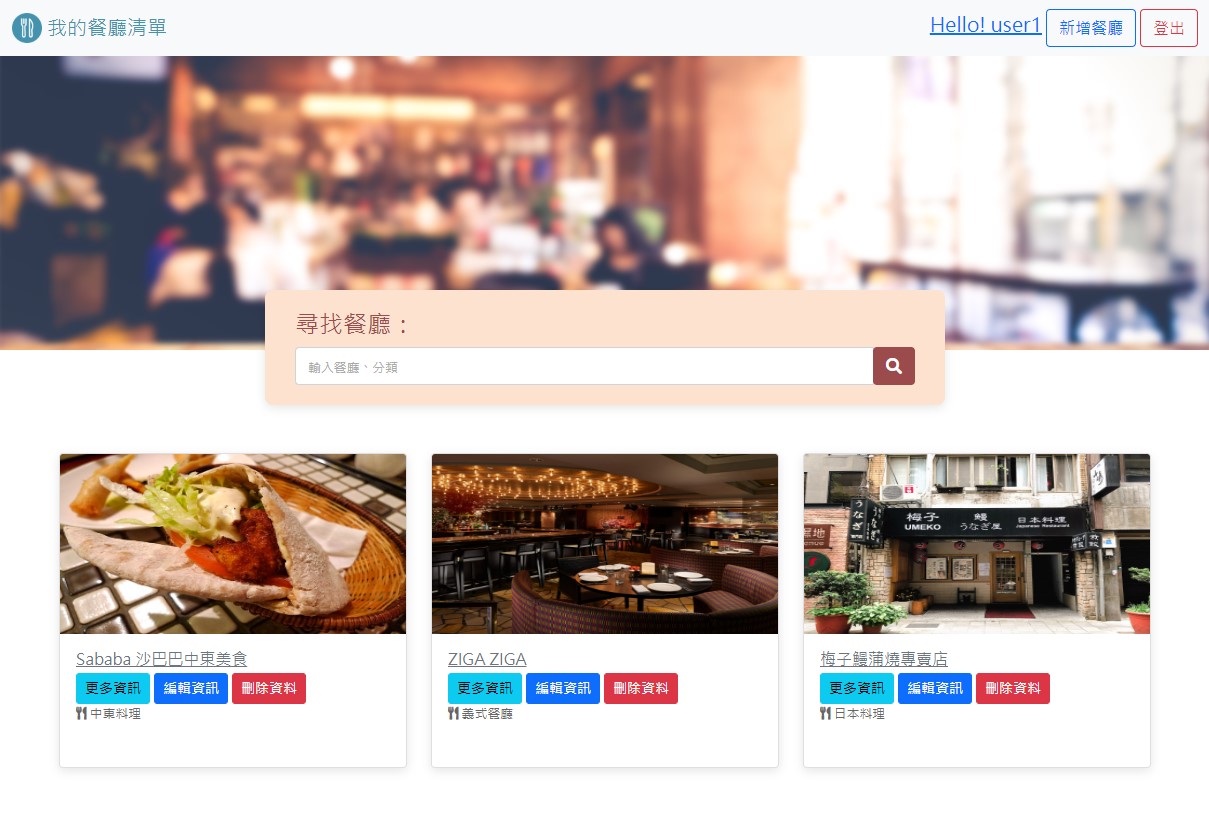 我的餐廳清單
Hello! user1
新增餐廳
登出
尋找餐廳：
輸入餐廳、分類
梅子 鰻 日本料理
UMEKO うなぎ屋 Japanese Restaurant
うなぎ
Sababa 沙巴巴中東美食
更多資訊 編輯資訊 刪除資料
中東料理
ZIGA ZIGA
更多資訊 編輯資訊 刪除資料
義式餐廳
梅子鰻蒲燒專賣店
更多資訊 編輯資訊 刪除資料
日本料理